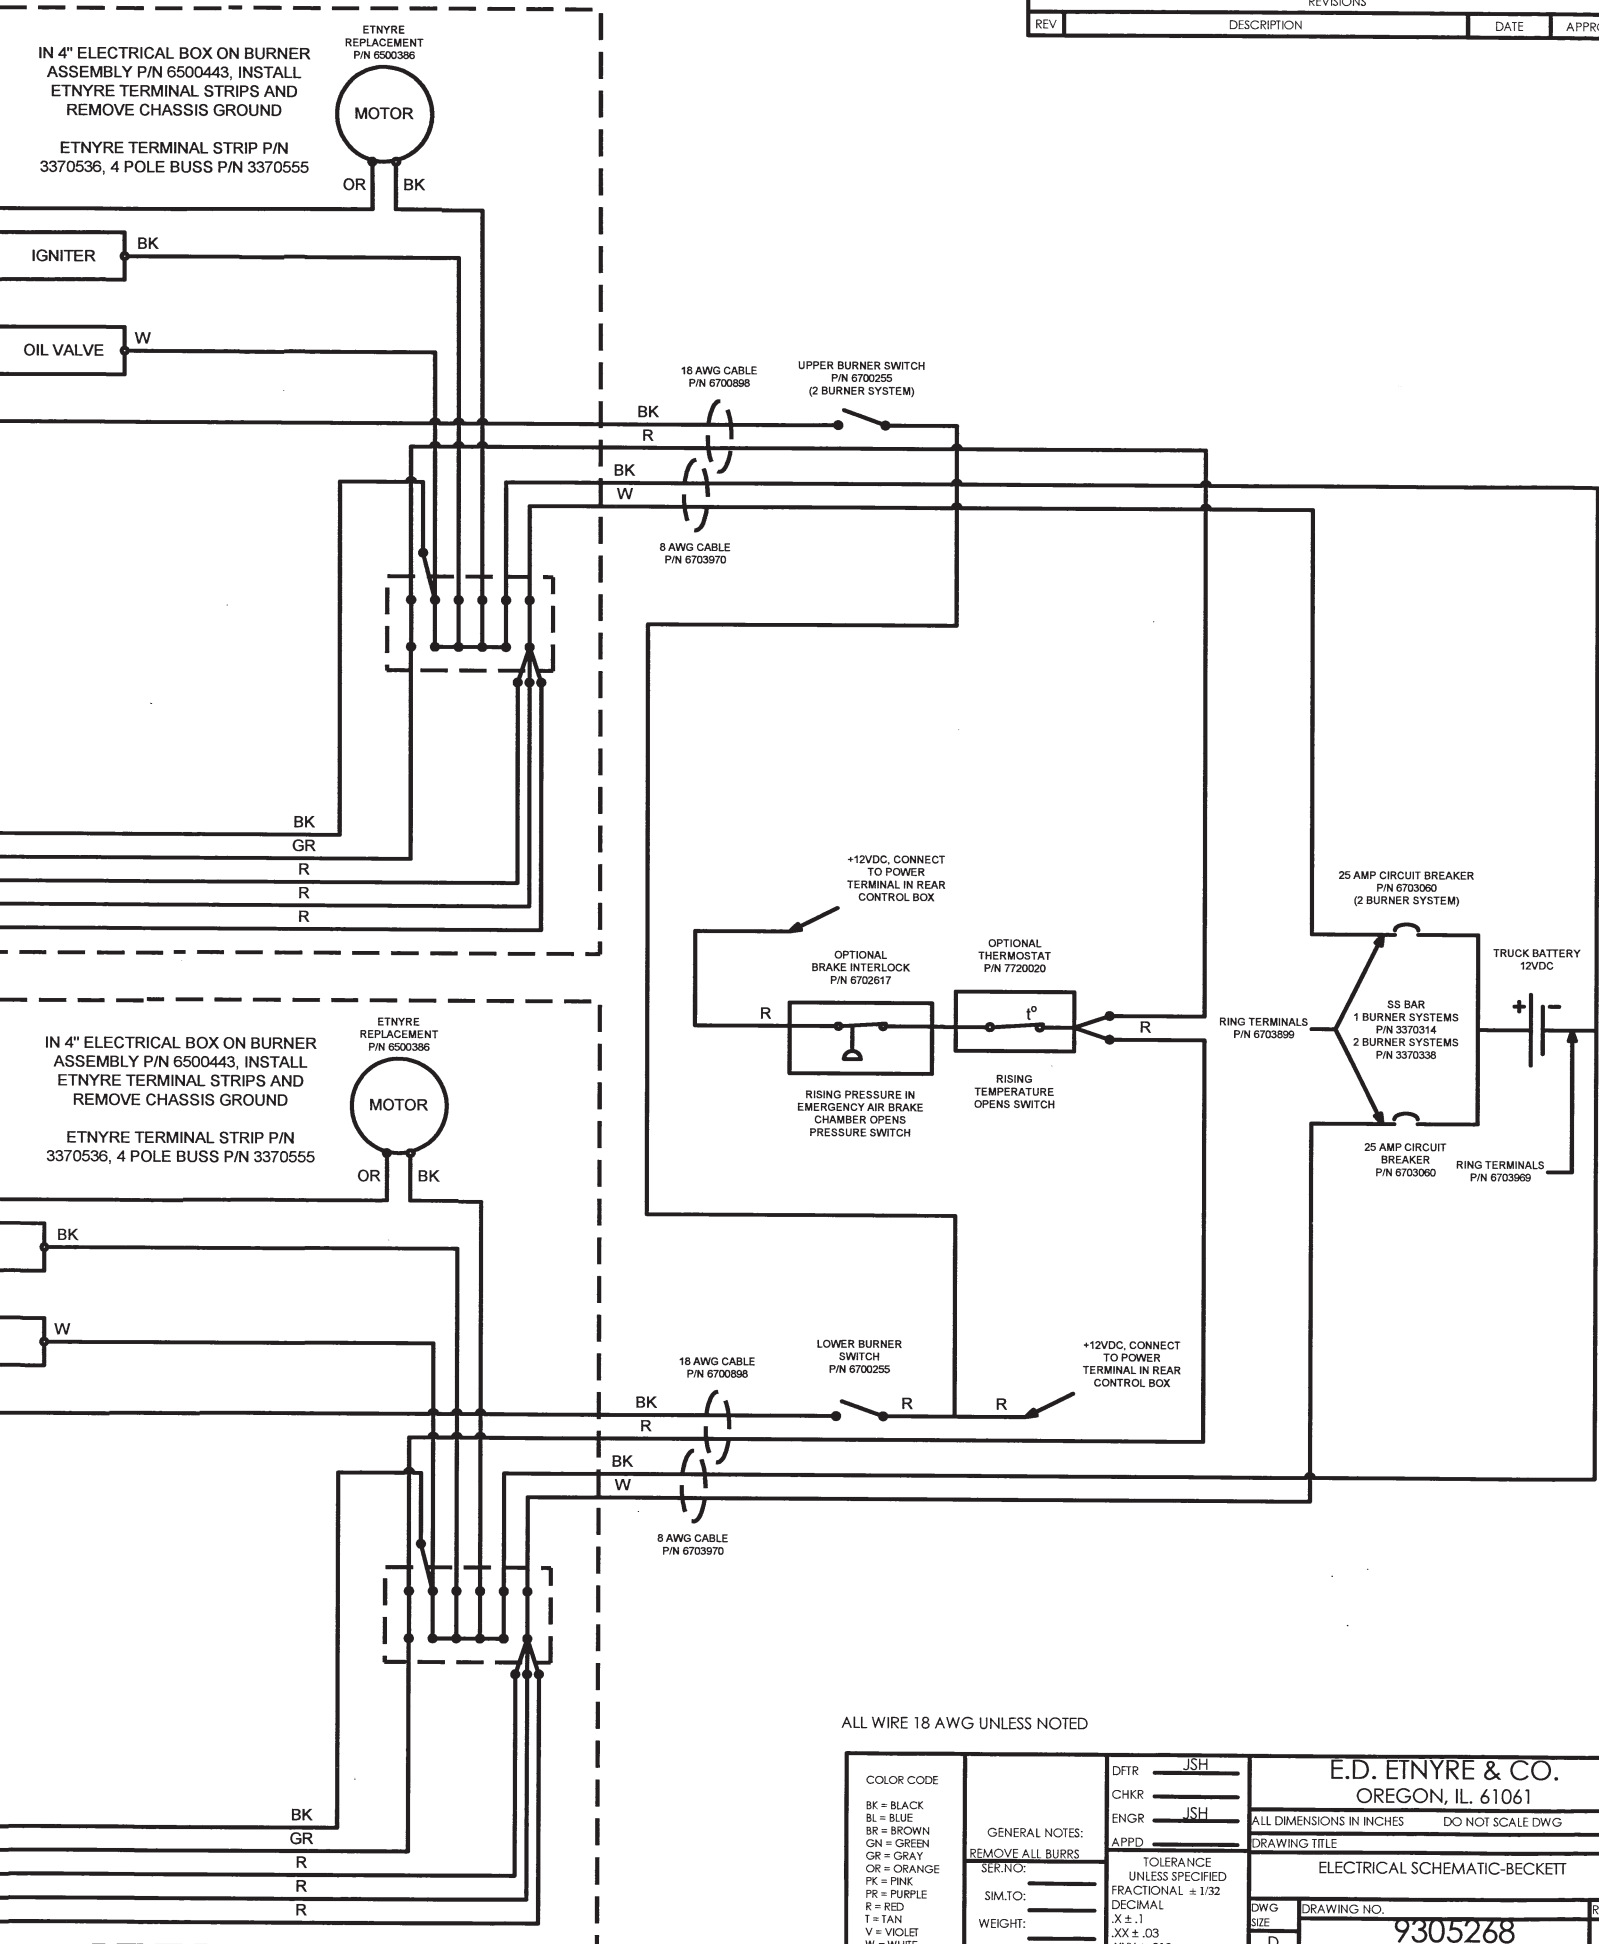 REVISIONS
REV
DESCRIPTION
DATE
ETNYRE
REPLACEMENT
P/N 6500386
IN 4" ELECTRICAL BOX ON BURNER
ASSEMBLY P/N 6500443, INSTALL
ETNYRE TERMINAL STRIPS AND
REMOVE CHASSIS GROUND
ETNYRE TERMINAL STRIP P/N
3370536, 4 POLE BUSS P/N 3370555
MOTOR
OR
BK
IGNITER
BK
OIL VALVE
W
18 AWG CABLE
P/N 6700898
UPPER BURNER SWITCH
P/N 6700255
(2 BURNER SYSTEM)
BK
R
BK
W
8 AWG CABLE
P/N 6703970
BK
GR
R
R
R
+12VDC, CONNECT
TO POWER
TERMINAL IN REAR
CONTROL BOX
OPTIONAL
BRAKE INTERLOCK
P/N 6702617
OPTIONAL
THERMOSTAT
P/N 7720020
R
t°
R
RISING PRESSURE IN
EMERGENCY AIR BRAKE
CHAMBER OPENS
PRESSURE SWITCH
RISING
TEMPERATURE
OPENS SWITCH
25 AMP CIRCUIT BREAKER
P/N 6703060
(2 BURNER SYSTEM)
TRUCK BATTERY
12VDC
+
−
RING TERMINALS
P/N 6703899
SS BAR
1 BURNER SYSTEMS
P/N 3370314
2 BURNER SYSTEMS
P/N 3370338
25 AMP CIRCUIT
BREAKER
P/N 6703060
RING TERMINALS
P/N 6703969
ETNYRE
REPLACEMENT
P/N 6500386
IN 4" ELECTRICAL BOX ON BURNER
ASSEMBLY P/N 6500443, INSTALL
ETNYRE TERMINAL STRIPS AND
REMOVE CHASSIS GROUND
ETNYRE TERMINAL STRIP P/N
3370536, 4 POLE BUSS P/N 3370555
MOTOR
OR
BK
BK
W
18 AWG CABLE
P/N 6700898
LOWER BURNER
SWITCH
P/N 6700255
+12VDC, CONNECT
TO POWER
TERMINAL IN REAR
CONTROL BOX
BK
R
R
R
BK
W
8 AWG CABLE
P/N 6703970
BK
GR
R
R
R
ALL WIRE 18 AWG UNLESS NOTED
COLOR CODE
BK = BLACK
BL = BLUE
BR = BROWN
GN = GREEN
GR = GRAY
OR = ORANGE
PK = PINK
PR = PURPLE
R = RED
T = TAN
V = VIOLET
W = WHITE
GENERAL NOTES:
REMOVE ALL BURRS
SER.NO:
SIM.TO:
WEIGHT:
DFTR JSH
CHKR
ENGR JSH
APPD
TOLERANCE
UNLESS SPECIFIED
FRACTIONAL ± 1/32
DECIMAL
.X ± .1
.XX ± .03
E.D. ETNYRE & CO.
OREGON, IL. 61061
ALL DIMENSIONS IN INCHES DO NOT SCALE DWG
DRAWING TITLE
ELECTRICAL SCHEMATIC-BECKETT
DWG
SIZE
D
DRAWING NO.
9305268